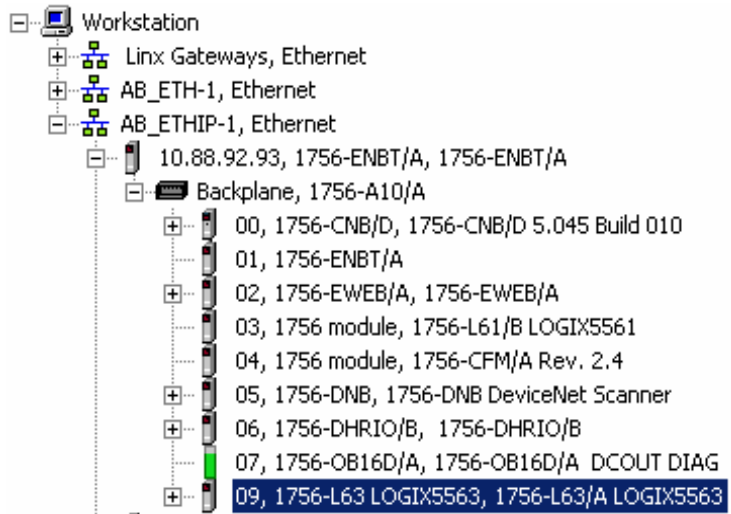 Workstation
Linx Gateways, Ethernet
AB_ETH-1, Ethernet
AB_ETHIP-1, Ethernet
10.88.92.93, 1756-ENBT/A, 1756-ENBT/A
Backplane, 1756-A10/A
00, 1756-CNB/D, 1756-CNB/D 5.045 Build 010
01, 1756-ENBT/A
02, 1756-EWEB/A, 1756-EWEB/A
03, 1756 module, 1756-L61/B LOGIX5561
04, 1756 module, 1756-CFM/A Rev. 2.4
05, 1756-DNB, 1756-DNB DeviceNet Scanner
06, 1756-DHRIO/B, 1756-DHRIO/B
07, 1756-OB16D/A, 1756-OB16D/A DCOUT DIAG
09, 1756-L63 LOGIX5563, 1756-L63/A LOGIX5563